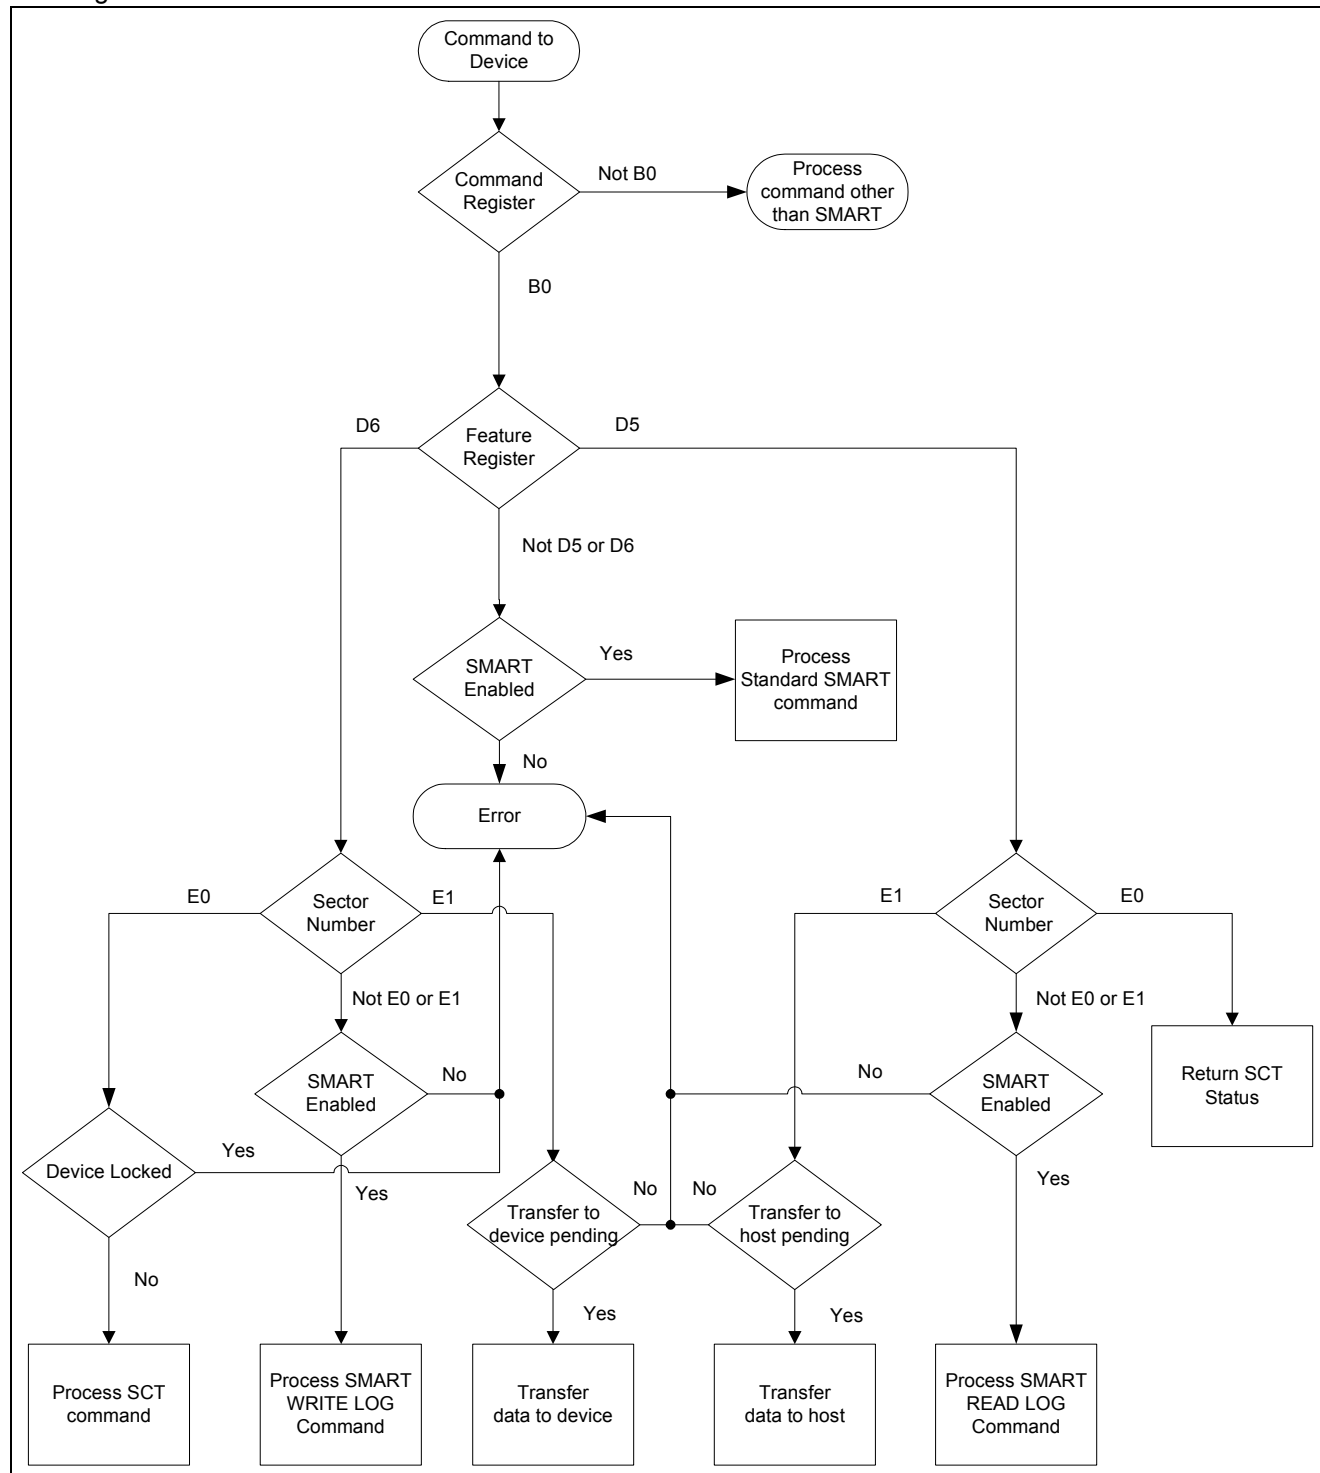 Command to
Device
Command
Register
Not B0
Process
command other
than SMART
B0
D6
Feature
Register
D5
Not D5 or D6
SMART
Enabled
Yes
Process
Standard SMART
command
No
Error
E0
Sector
Number
E1
E1
Sector
Number
E0
Not E0 or E1
Not E0 or E1
SMART
Enabled
No
No
SMART
Enabled
Return SCT
Status
Device Locked
Yes
Yes
Transfer to
device pending
No
No
Transfer to
host pending
Yes
No
Yes
Yes
Process SCT
command
Process SMART
WRITE LOG
Command
Transfer
data to device
Transfer
data to host
Process SMART
READ LOG
Command